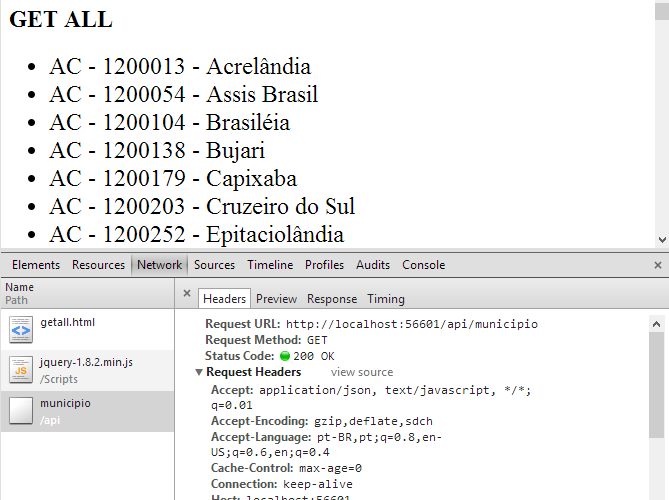 GET ALL
AC - 1200013 - Acrelândia
AC - 1200054 - Assis Brasil
AC - 1200104 - Brasiléia
AC - 1200138 - Bujari
AC - 1200179 - Capixaba
AC - 1200203 - Cruzeiro do Sul
AC - 1200252 - Epitaciolândia
Elements Resources Network Sources Timeline Profiles Audits Console
Name
Path
getall.html
jquery-1.8.2.min.js
/Scripts
municipio
/api
Headers Preview Response Timing
Request URL: http://localhost:56601/api/municipio
Request Method: GET
Status Code: 200 OK
Request Headers view source
Accept: application/json, text/javascript, */*;
q=0.01
Accept-Encoding: gzip,deflate,sdch
Accept-Language: pt-BR,pt;q=0.8,en-
US;q=0.6,en;q=0.4
Cache-Control: max-age=0
Connection: keep-alive
Host: localhost:56601